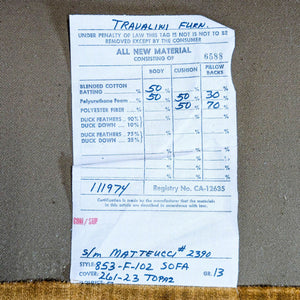 TRAVALINI FURN.
UNDER PENALTY OF LAW THIS TAG IS NOT TO BE
REMOVED EXCEPT BY THE CONSUMER
ALL NEW MATERIAL
CONSISTING OF 6588
BODY CUSHION PILLOW BACKS
BLENDED COTTON BATTING 50 % % %
Polyurethane Foam 50 % 50 % 30 %
POLYESTER FIBER % 50 % 70 %
DUCK FEATHERS 90%
DUCK DOWN 10% % % %
DUCK FEATHERS 75%
DUCK DOWN 25% % % %
% % %
111974 Registry No. CA-12635
Certification is made by the manufacturer that the materials
in this article are described in accordance with law.
S/M MATTEUCCI # 2390
STYLE: 853-F-102 SOFA
COVER: 261-23 TOPAZ GR. 13